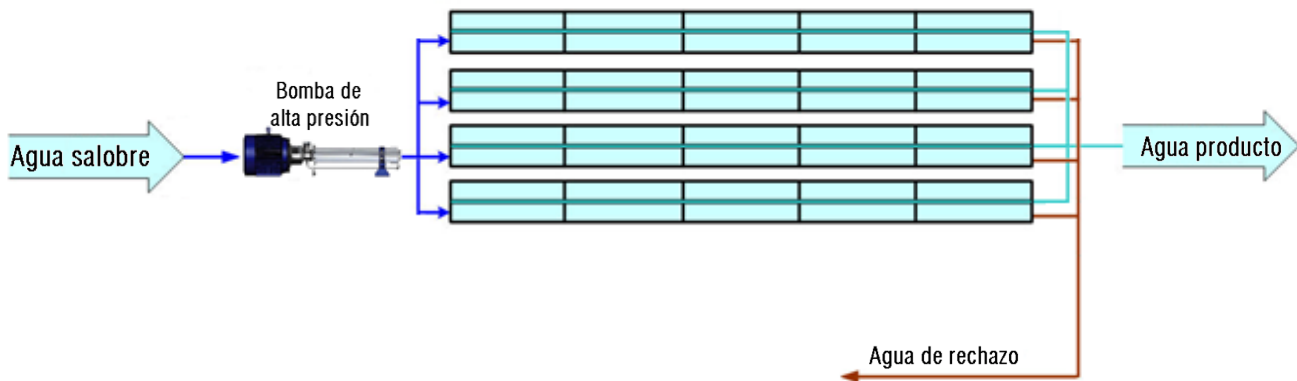 Bomba de
alta presión
Agua salobre
Agua producto
Agua de rechazo